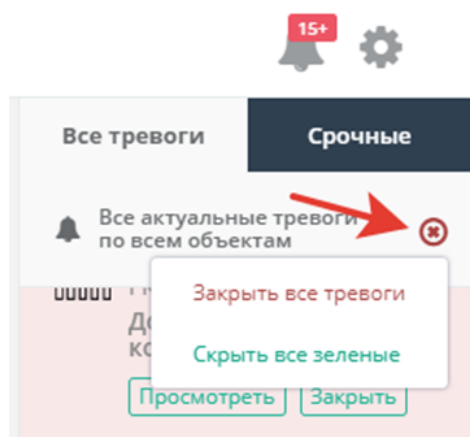 15+
Все тревоги
Срочные
Все актуальные тревоги
по всем объектам
Закрыть все тревоги
Скрыть все зеленые
Просмотреть
Закрыть